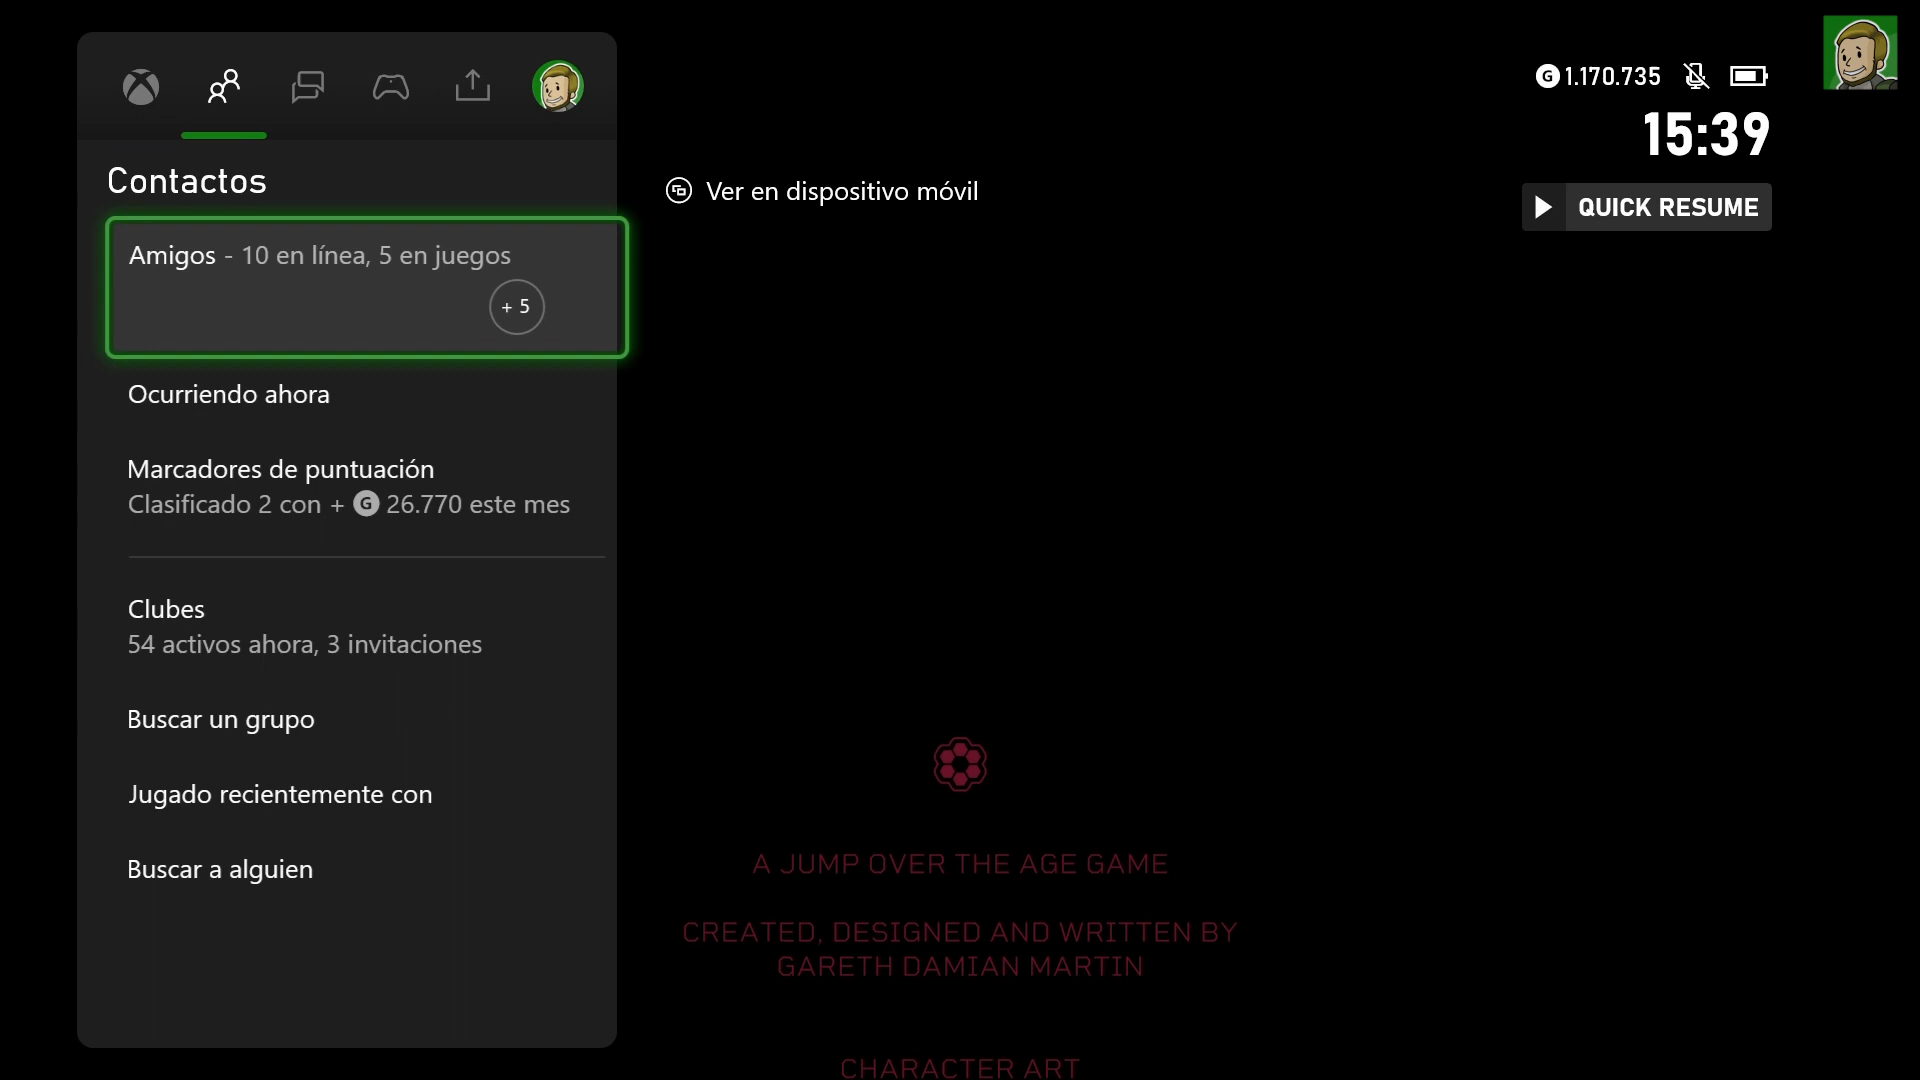 Contactos
Amigos - 10 en línea, 5 en juegos
+ 5
Ocurriendo ahora
Marcadores de puntuación
Clasificado 2 con + G 26.770 este mes
Clubes
54 activos ahora, 3 invitaciones
Buscar un grupo
Jugado recientemente con
Buscar a alguien
Ver en dispositivo móvil
G 1.170.735
15:39
QUICK RESUME
A JUMP OVER THE AGE GAME
CREATED, DESIGNED AND WRITTEN BY
GARETH DAMIAN MARTIN
CHARACTER ART